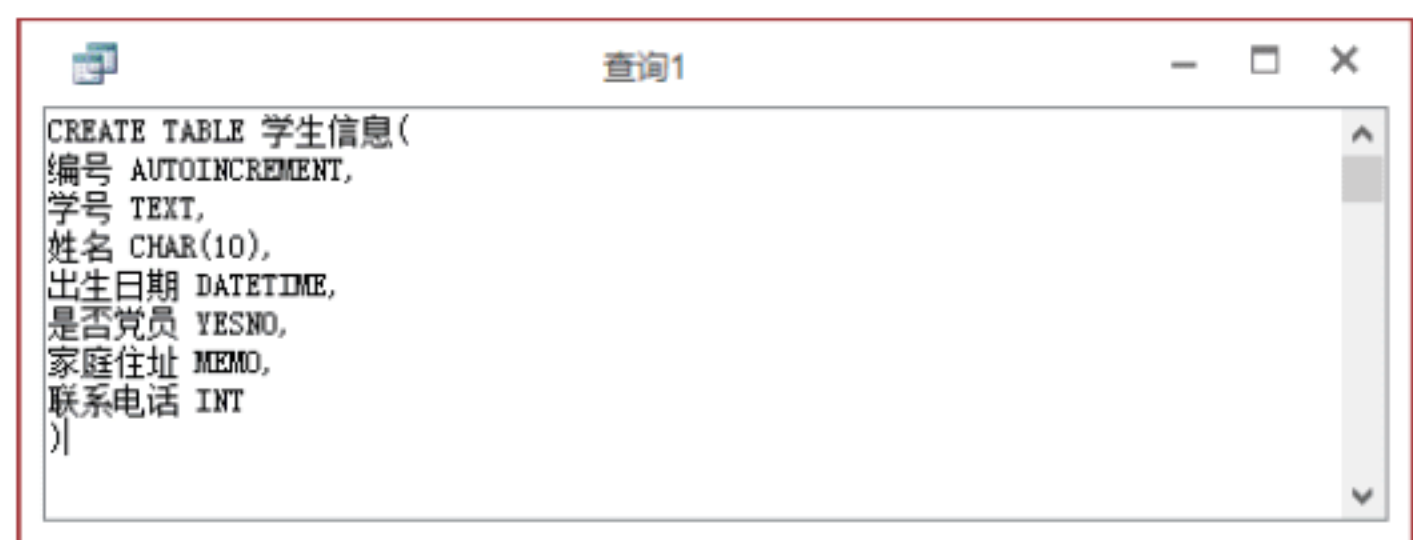 查询1
CREATE TABLE 学生信息(
编号 AUTOINCREMENT,
学号 TEXT,
姓名 CHAR(10),
出生日期 DATETIME,
是否党员 YESNO,
家庭住址 MEMO,
联系电话 INT
)